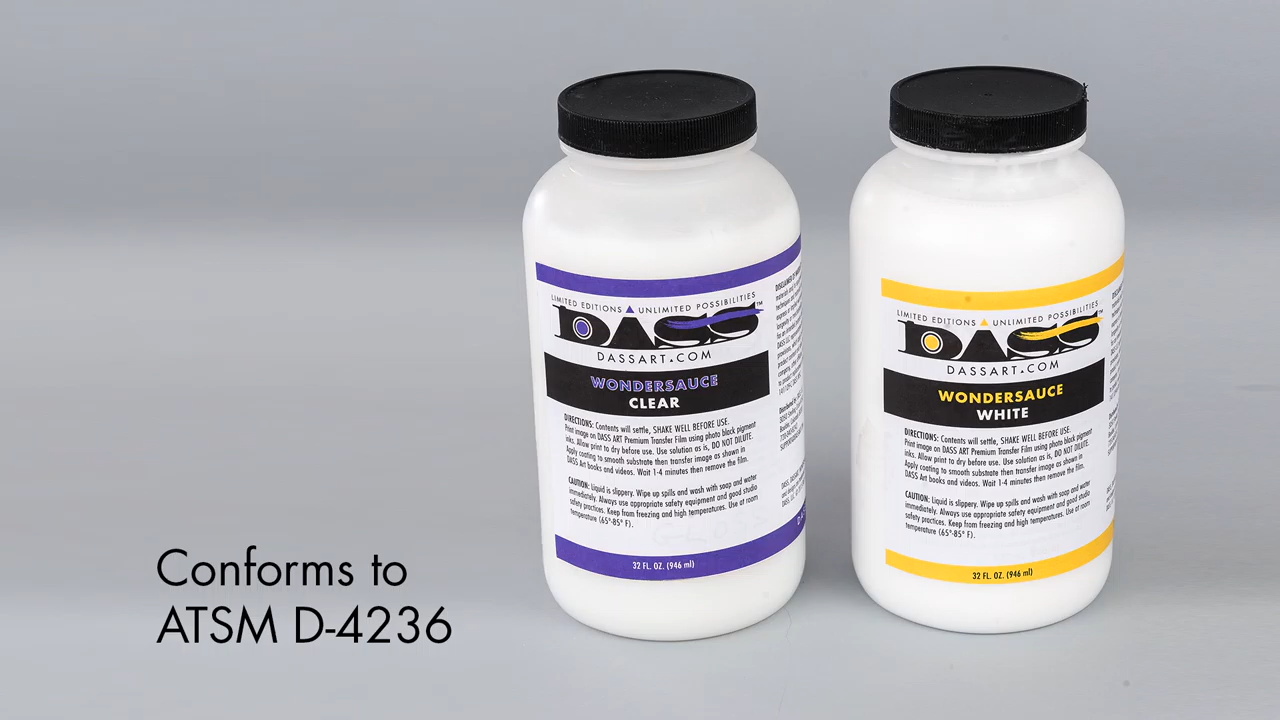 LIMITED EDITIONS ▲ UNLIMITED POSSIBILITIES
DASS™
DASSART.COM
WONDERSAUCE
CLEAR
DIRECTIONS: Contents will settle, SHAKE WELL BEFORE USE.
Print image on DASS ART Premium Transfer Film using photo black pigment
inks. Allow print to dry before use. Use solution as is, DO NOT DILUTE.
Apply coating to smooth substrate then transfer image as shown in
DASS Art books and videos. Wait 1-4 minutes then remove the film.
CAUTION: Liquid is slippery. Wipe up spills and wash with soap and water
immediately. Always use appropriate safety equipment and good studio
safety practices. Keep from freezing and high temperatures. Use at room
temperature (65°-85° F).
32 FL. OZ. (946 ml)
LIMITED EDITIONS ▲ UNLIMITED POSSIBILITIES
DASS™
DASSART.COM
WONDERSAUCE
WHITE
DIRECTIONS: Contents will settle, SHAKE WELL BEFORE USE.
Print image on DASS ART Premium Transfer Film using photo black pigment
inks. Allow print to dry before use. Use solution as is, DO NOT DILUTE.
Apply coating to smooth substrate then transfer image as shown in
DASS Art books and videos. Wait 1-4 minutes then remove the film.
CAUTION: Liquid is slippery. Wipe up spills and wash with soap and water
immediately. Always use appropriate safety equipment and good studio
safety practices. Keep from freezing and high temperatures. Use at room
temperature (65°-85° F).
32 FL. OZ. (946 ml)
Conforms to
ATSM D-4236